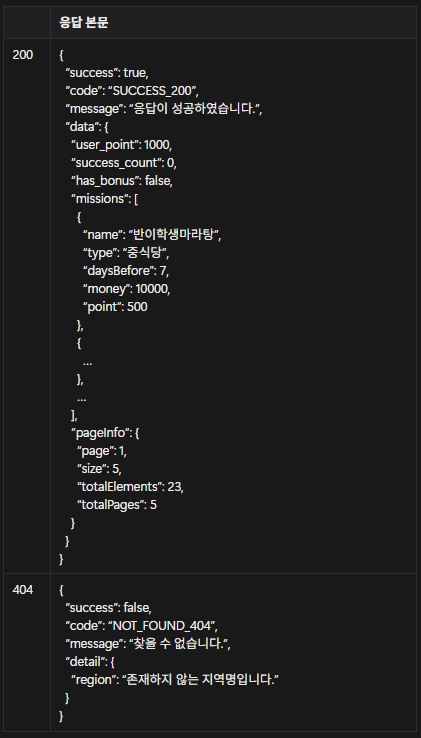 응답 본문
200
{
"success": true,
"code": "SUCCESS_200",
"message": "응답이 성공하였습니다.",
"data": {
"user_point": 1000,
"success_count": 0,
"has_bonus": false,
"missions": [
{
"name": "반이학생마라탕",
"type": "중식당",
"daysBefore": 7,
"money": 10000,
"point": 500
},
{
...
},
...
],
"pageInfo": {
"page": 1,
"size": 5,
"totalElements": 23,
"totalPages": 5
}
}
}
404
{
"success": false,
"code": "NOT_FOUND_404",
"message": "찾을 수 없습니다.",
"detail": {
"region": "존재하지 않는 지역명입니다."
}
}